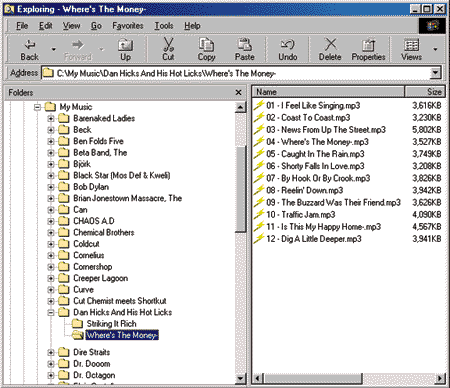 Exploring - Where's The Money-
File Edit View Go Favorites Tools Help
Back Forward Up Cut Copy Paste Undo Delete Properties Views
Address C:\My Music\Dan Hicks And His Hot Licks\Where's The Money-
Folders
My Music
Barenaked Ladies
Beck
Ben Folds Five
Beta Band, The
Björk
Black Star (Mos Def & Kweli)
Bob Dylan
Brian Jonestown Massacre, The
Can
CHAOS A.D
Chemical Brothers
Coldcut
Cornelius
Cornershop
Creeper Lagoon
Curve
Cut Chemist meets Shortkut
Dan Hicks And His Hot Licks
Striking It Rich
Where's The Money-
Dire Straits
Dr. Dooom
Dr. Octagon
Name Size
01 - I Feel Like Singing.mp3 3,616KB
02 - Coast To Coast.mp3 3,230KB
03 - News From Up The Street.mp3 5,802KB
04 - Where's The Money-.mp3 3,527KB
05 - Caught In The Rain.mp3 3,749KB
06 - Shorty Falls In Love.mp3 3,208KB
07 - By Hook Or By Crook.mp3 3,826KB
08 - Reelin' Down.mp3 3,942KB
09 - The Buzzard Was Their Friend.mp3 3,626KB
10 - Traffic Jam.mp3 4,090KB
11 - Is This My Happy Home-.mp3 4,567KB
12 - Dig A Little Deeper.mp3 3,941KB